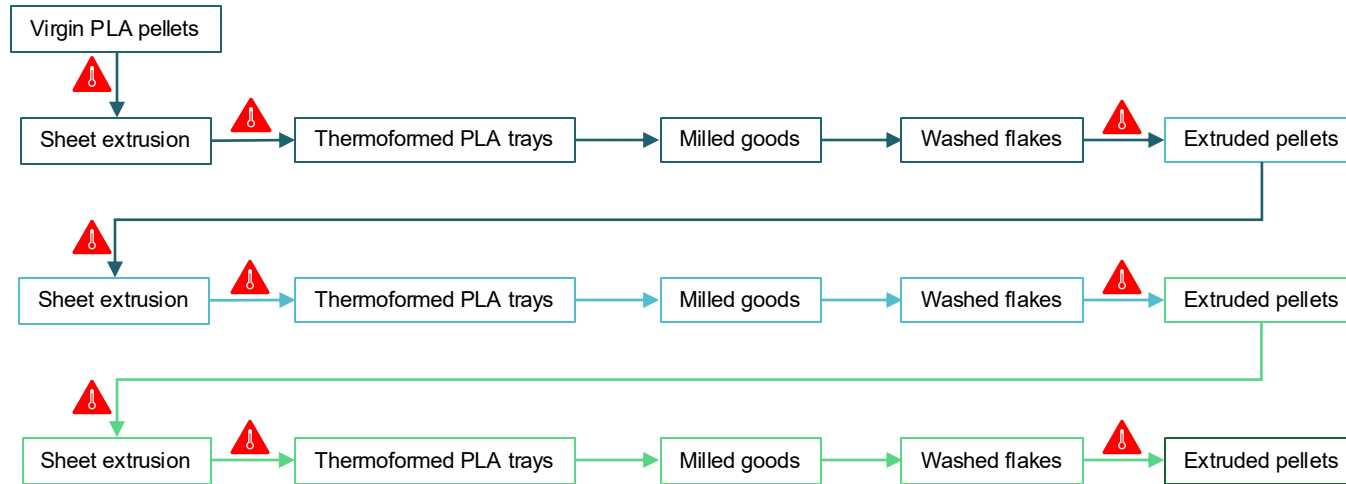 Virgin PLA pellets
Sheet extrusion
Thermoformed PLA trays
Milled goods
Washed flakes
Extruded pellets
Sheet extrusion
Thermoformed PLA trays
Milled goods
Washed flakes
Extruded pellets
Sheet extrusion
Thermoformed PLA trays
Milled goods
Washed flakes
Extruded pellets